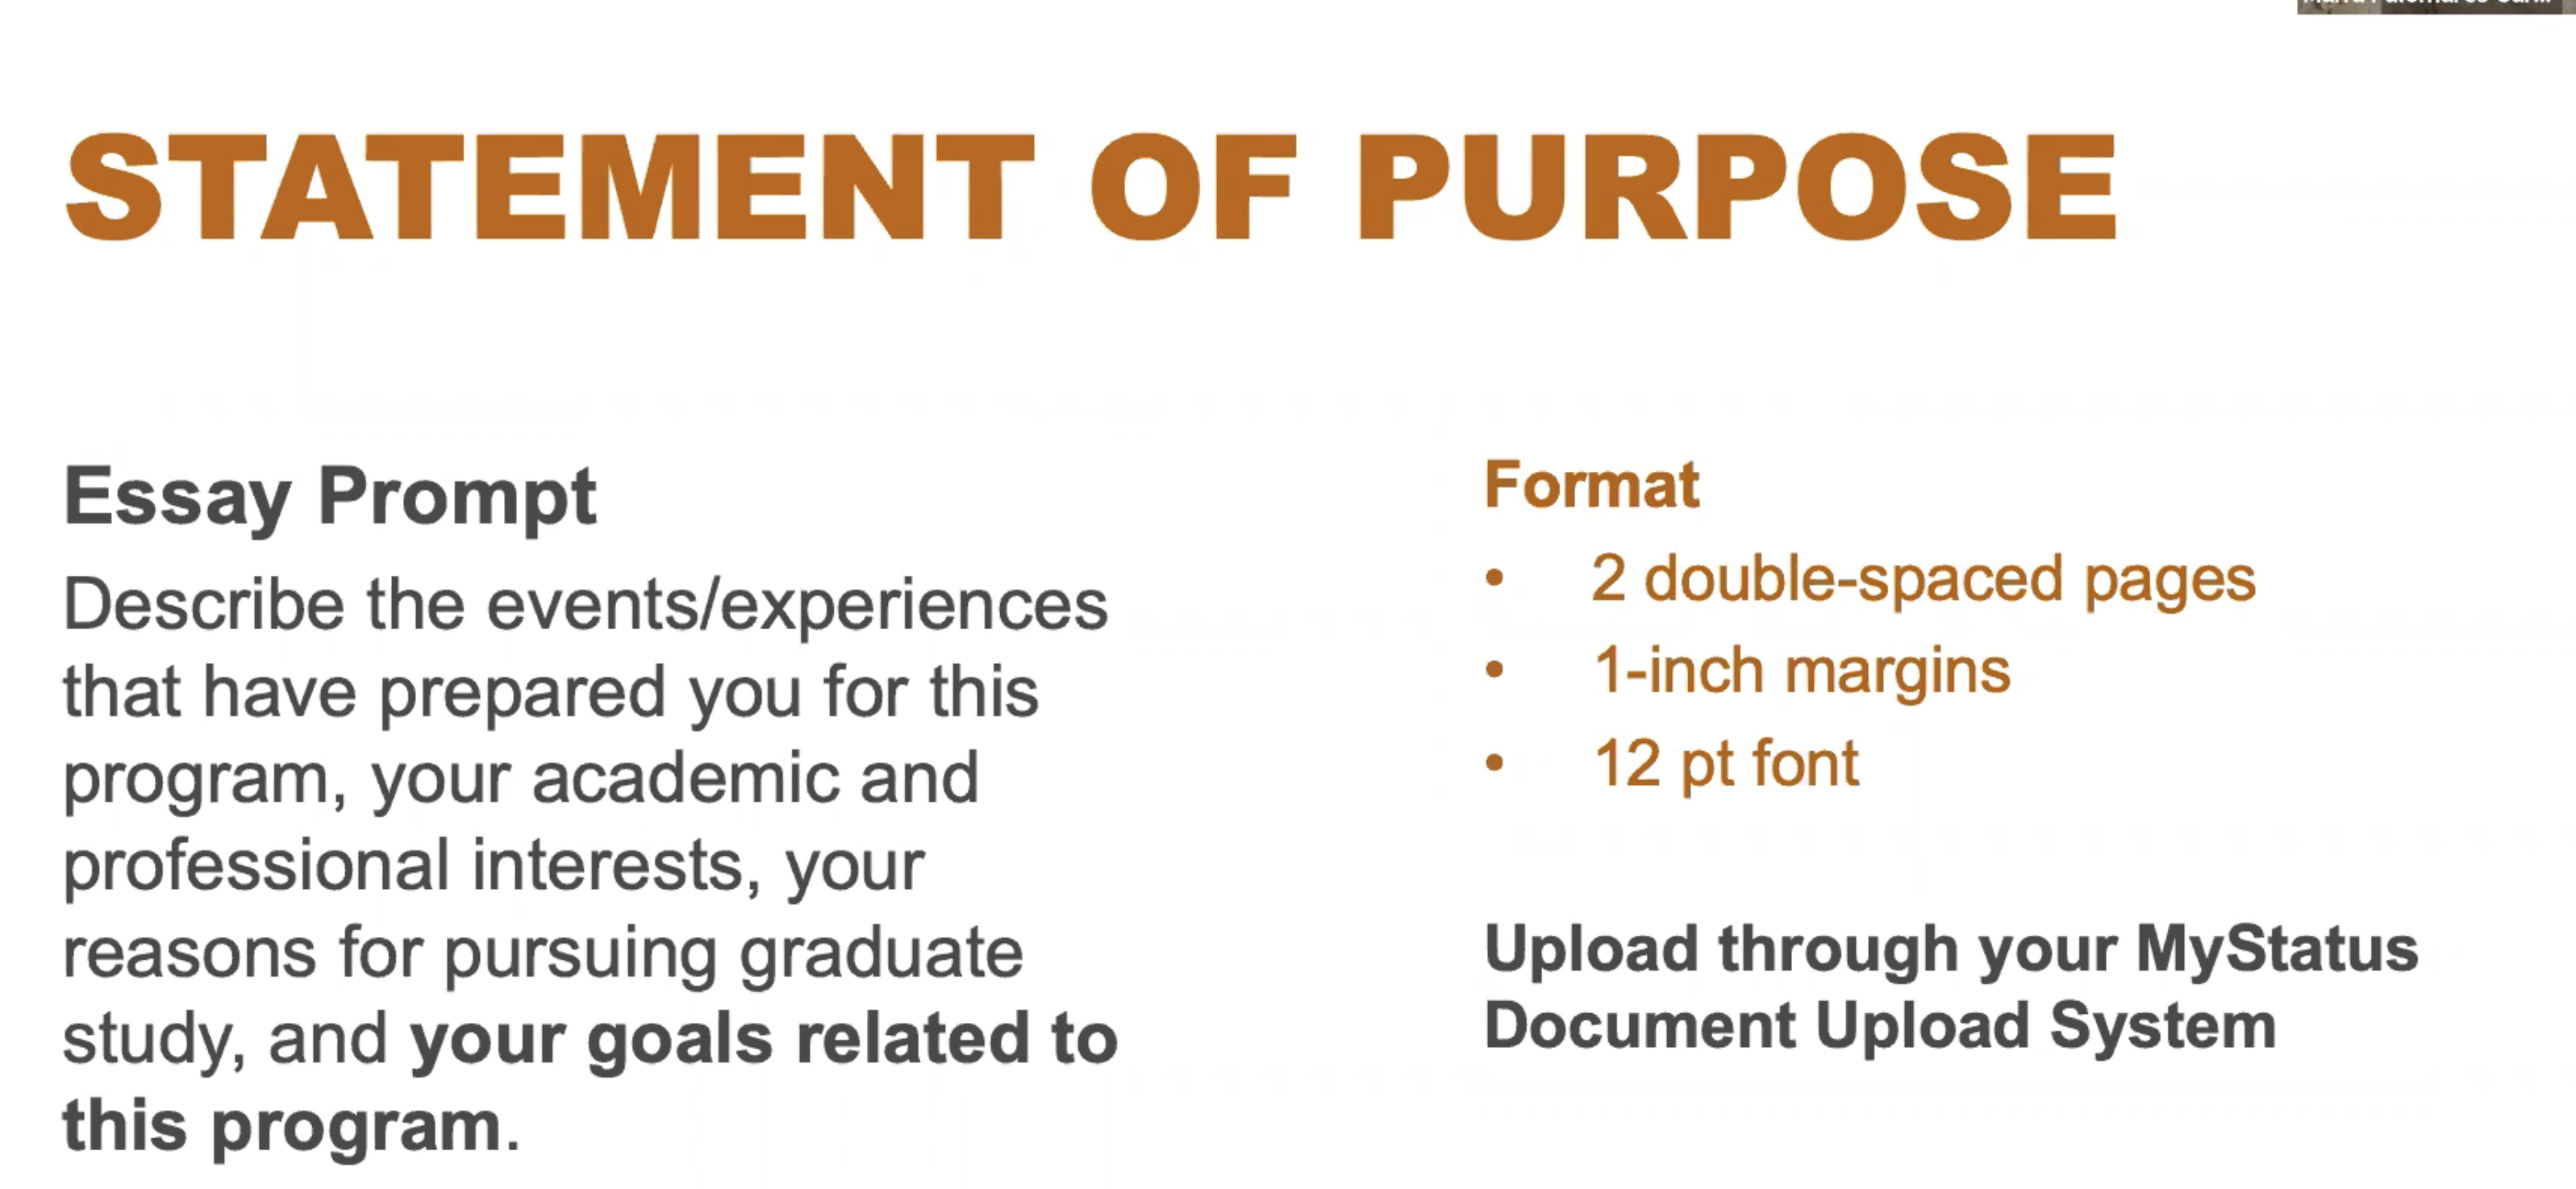 STATEMENT OF PURPOSE
Essay Prompt
Describe the events/experiences
that have prepared you for this
program, your academic and
professional interests, your
reasons for pursuing graduate
study, and your goals related to
this program.
Format
• 2 double-spaced pages
• 1-inch margins
• 12 pt font
Upload through your MyStatus
Document Upload System